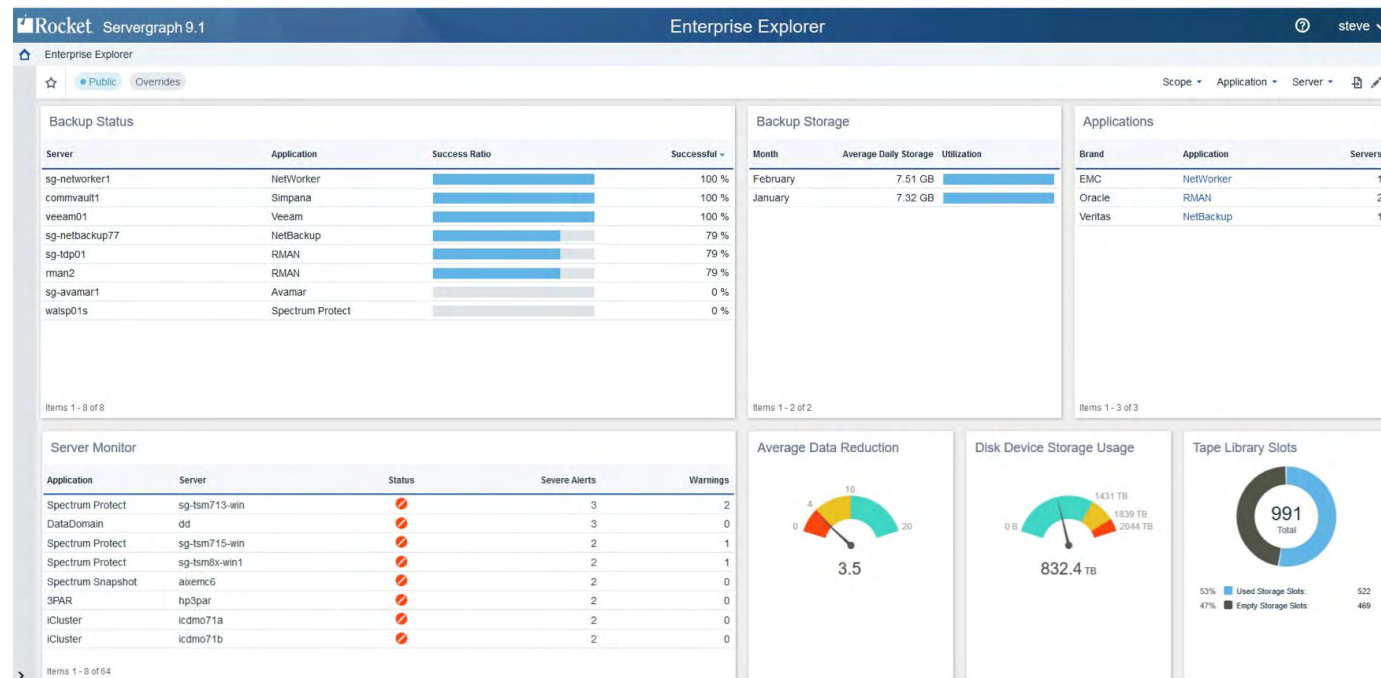 Rocket Servergraph 9.1 Enterprise Explorer steve
Enterprise Explorer
Public Overrides Scope Application Server
Backup Status
Server Application Success Ratio Successful
sg-networker1 NetWorker 100 %
commvault1 Simpana 100 %
veeam01 Veeam 100 %
sg-netbackup77 NetBackup 79 %
sg-tdp01 RMAN 79 %
rman2 RMAN 79 %
sg-avamar1 Avamar 0 %
walsp01s Spectrum Protect 0 %
Items 1 - 8 of 8
Backup Storage
Month Average Daily Storage Utilization
February 7.51 GB
January 7.32 GB
Items 1 - 2 of 2
Applications
Brand Application Servers
EMC NetWorker 1
Oracle RMAN 2
Veritas NetBackup 1
Items 1 - 3 of 3
Server Monitor
Application Server Status Severe Alerts Warnings
Spectrum Protect sg-tsm713-win 3 2
DataDomain dd 3 0
Spectrum Protect sg-tsm715-win 2 1
Spectrum Protect sg-tsm8x-win1 2 1
Spectrum Snapshot aixemc6 2 0
3PAR hp3par 2 0
iCluster icdmo71a 2 0
iCluster icdmo71b 2 0
Items 1 - 8 of 64
Average Data Reduction
10
4
0 20
3.5
Disk Device Storage Usage
1431 TB
1839 TB
0 B 2044 TB
832.4 TB
Tape Library Slots
991
Total
53% Used Storage Slots: 522
47% Empty Storage Slots: 469